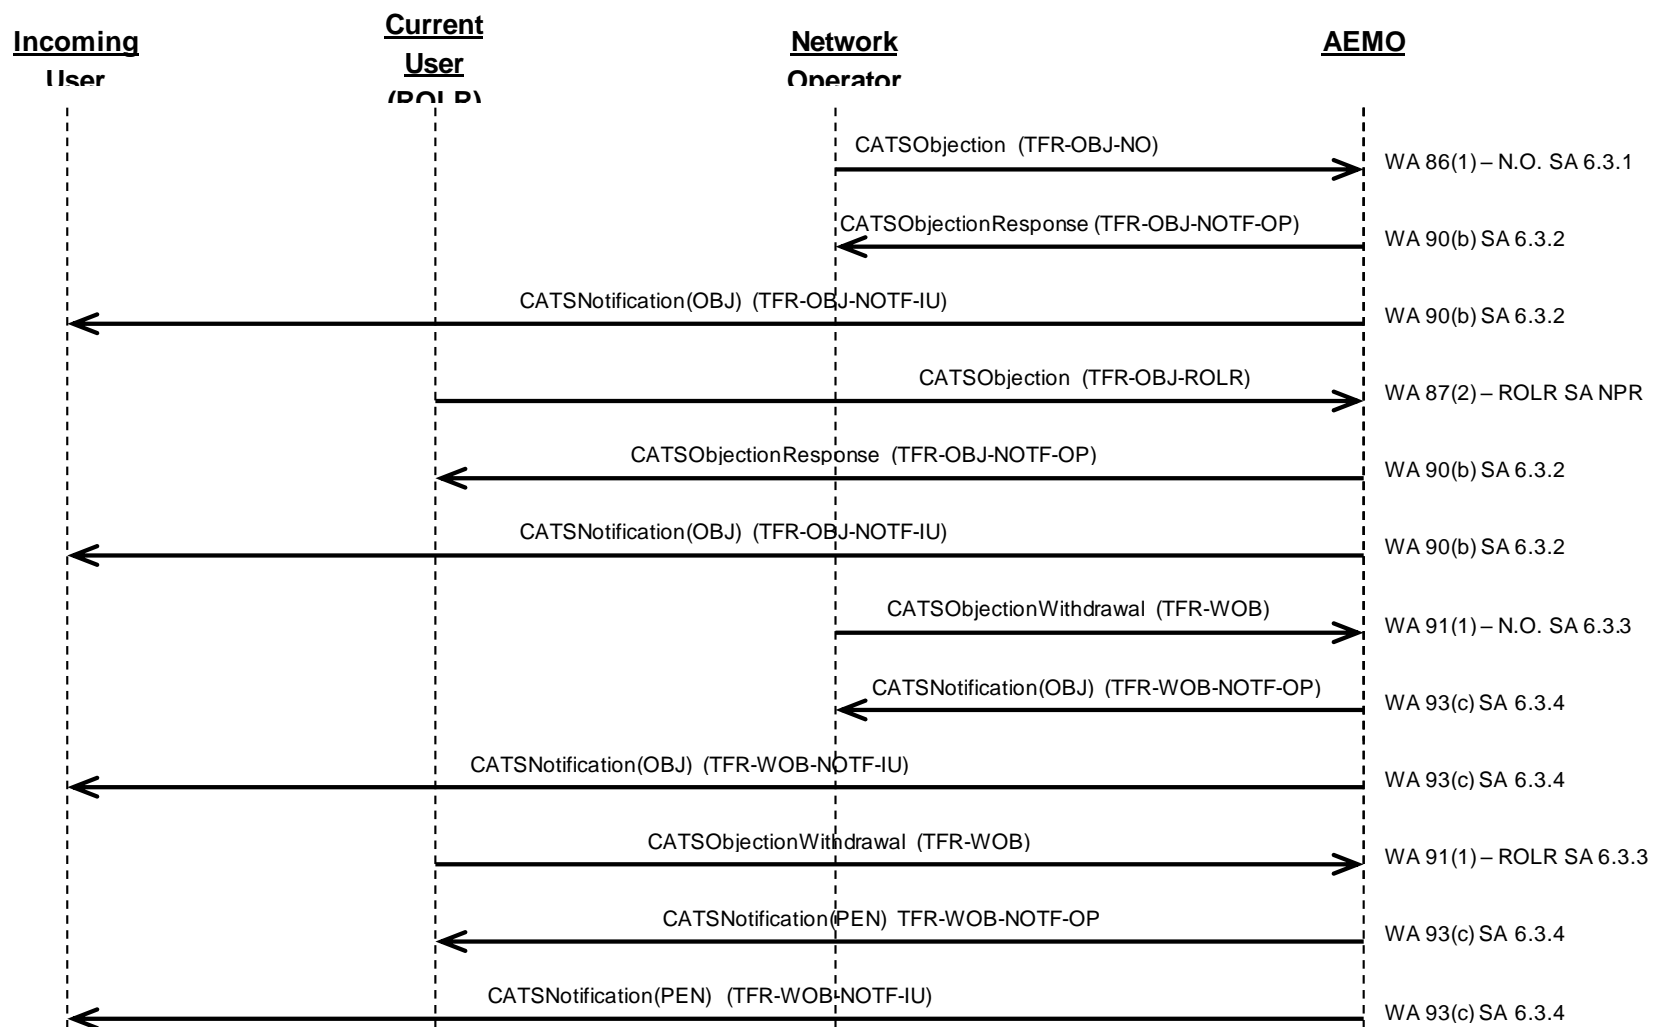 Incoming
User
Current
User
(ROLR)
Network
Operator
AEMO
CATSObjection (TFR-OBJ-NO)
WA 86(1) – N.O. SA 6.3.1
CATSObjectionResponse (TFR-OBJ-NOTF-OP)
WA 90(b) SA 6.3.2
CATSNotification(OBJ) (TFR-OBJ-NOTF-IU)
WA 90(b) SA 6.3.2
CATSObjection (TFR-OBJ-ROLR)
WA 87(2) – ROLR SA NPR
CATSObjectionResponse (TFR-OBJ-NOTF-OP)
WA 90(b) SA 6.3.2
CATSNotification(OBJ) (TFR-OBJ-NOTF-IU)
WA 90(b) SA 6.3.2
CATSObjectionWithdrawal (TFR-WOB)
WA 91(1) – N.O. SA 6.3.3
CATSNotification(OBJ) (TFR-WOB-NOTF-OP)
WA 93(c) SA 6.3.4
CATSNotification(OBJ) (TFR-WOB-NOTF-IU)
WA 93(c) SA 6.3.4
CATSObjectionWithdrawal (TFR-WOB)
WA 91(1) – ROLR SA 6.3.3
CATSNotification(PEN) TFR-WOB-NOTF-OP
WA 93(c) SA 6.3.4
CATSNotification(PEN) (TFR-WOB-NOTF-IU)
WA 93(c) SA 6.3.4